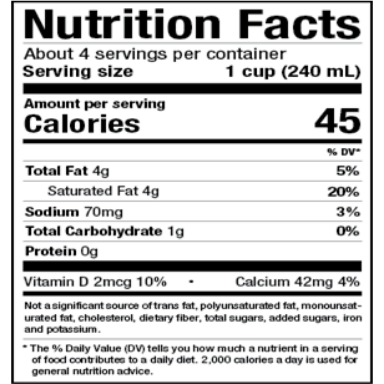 Nutrition Facts
About 4 servings per container
Serving size 1 cup (240 mL)
Amount per serving
Calories 45
% DV*
Total Fat 4g 5%
Saturated Fat 4g 20%
Sodium 70mg 3%
Total Carbohydrate 1g 0%
Protein 0g
Vitamin D 2mcg 10% • Calcium 42mg 4%
Not a significant source of trans fat, polyunsaturated fat, monounsat-
urated fat, cholesterol, dietary fiber, total sugars, added sugars, iron
and potassium.
* The % Daily Value (DV) tells you how much a nutrient in a serving
of food contributes to a daily diet. 2,000 calories a day is used for
general nutrition advice.